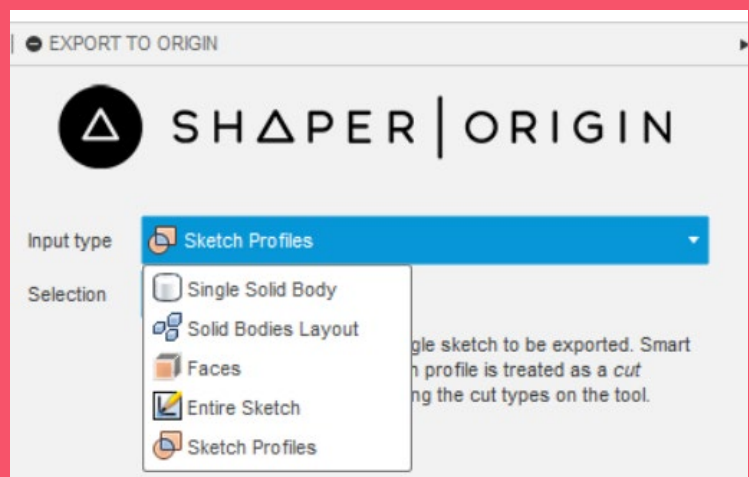 EXPORT TO ORIGIN
SHAPER | ORIGIN
Input type
Sketch Profiles
Selection
Single Solid Body
Solid Bodies Layout
Faces
Entire Sketch
Sketch Profiles
gle sketch to be exported. Smart
profile is treated as a cut
ng the cut types on the tool.